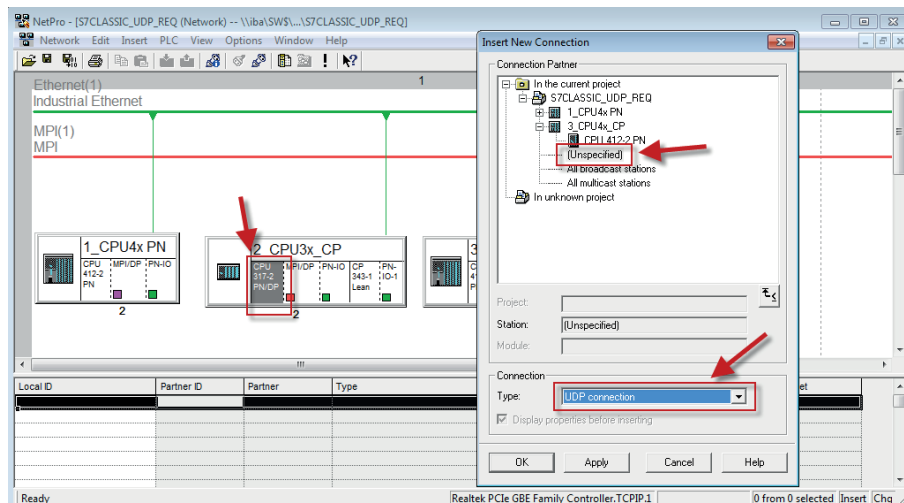 NetPro - [S7CLASSIC_UDP_REQ (Network) -- \\iba\SWS\...\S7CLASSIC_UDP_REQ]
Network Edit Insert PLC View Options Window Help
Ethernet(1)
Industrial Ethernet
1
MPI(1)
MPI
1_CPU4x PN
CPU
412-2
PN
MPI/DP
PN-IO
2
2_CPU3x_CP
CPU
317-2
PN/DP
MPI/DP
PN-IO
CP
343-1
Lean
PN-
IO-1
2
3
Insert New Connection
Connection Partner
In the current project
S7CLASSIC_UDP_REQ
1_CPU4x PN
3_CPU4x_CP
CPU 412-2 PN
(Unspecified)
All broadcast stations
All multicast stations
In unknown project
Project:
Station: (Unspecified)
Module:
Connection
Type: UDP connection
Display properties before inserting
OK Apply Cancel Help
Local ID Partner ID Partner Type
Ready Realtek PCIe GBE Family Controller.TCPIP.1 0 from 0 selected Insert Chg